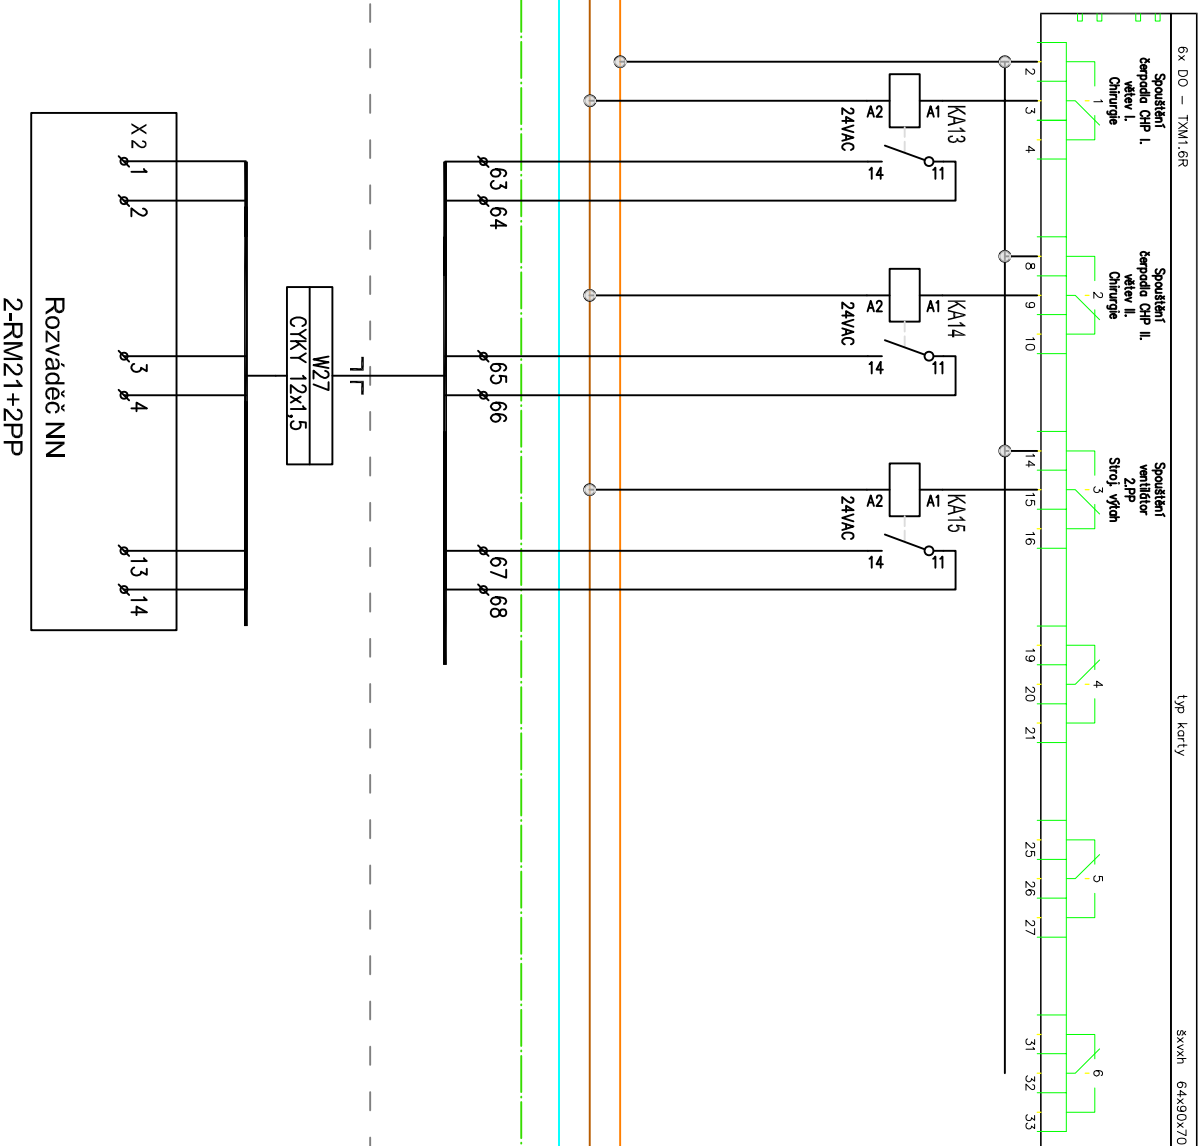 6x DO – TXM1.6R
typ karty
šxvxh 64x90x70
Spouštění
čerpadla CHP I.
větev I.
Chirurgie
Spouštění
čerpadla CHP II.
větev II.
Chirurgie
Spouštění
ventilátor
2.PP
Stroj. výtah
1
2
3
4
5
6
2
3
4
8
9
10
14
15
16
19
20
21
25
26
27
31
32
33
KA13
A2
A1
24VAC
14
11
KA14
A2
A1
24VAC
14
11
KA15
A2
A1
24VAC
14
11
63
64
65
66
67
68
W27
CYKY 12x1,5
X2
1
2
3
4
13
14
Rozváděč NN
2-RM21+2PP